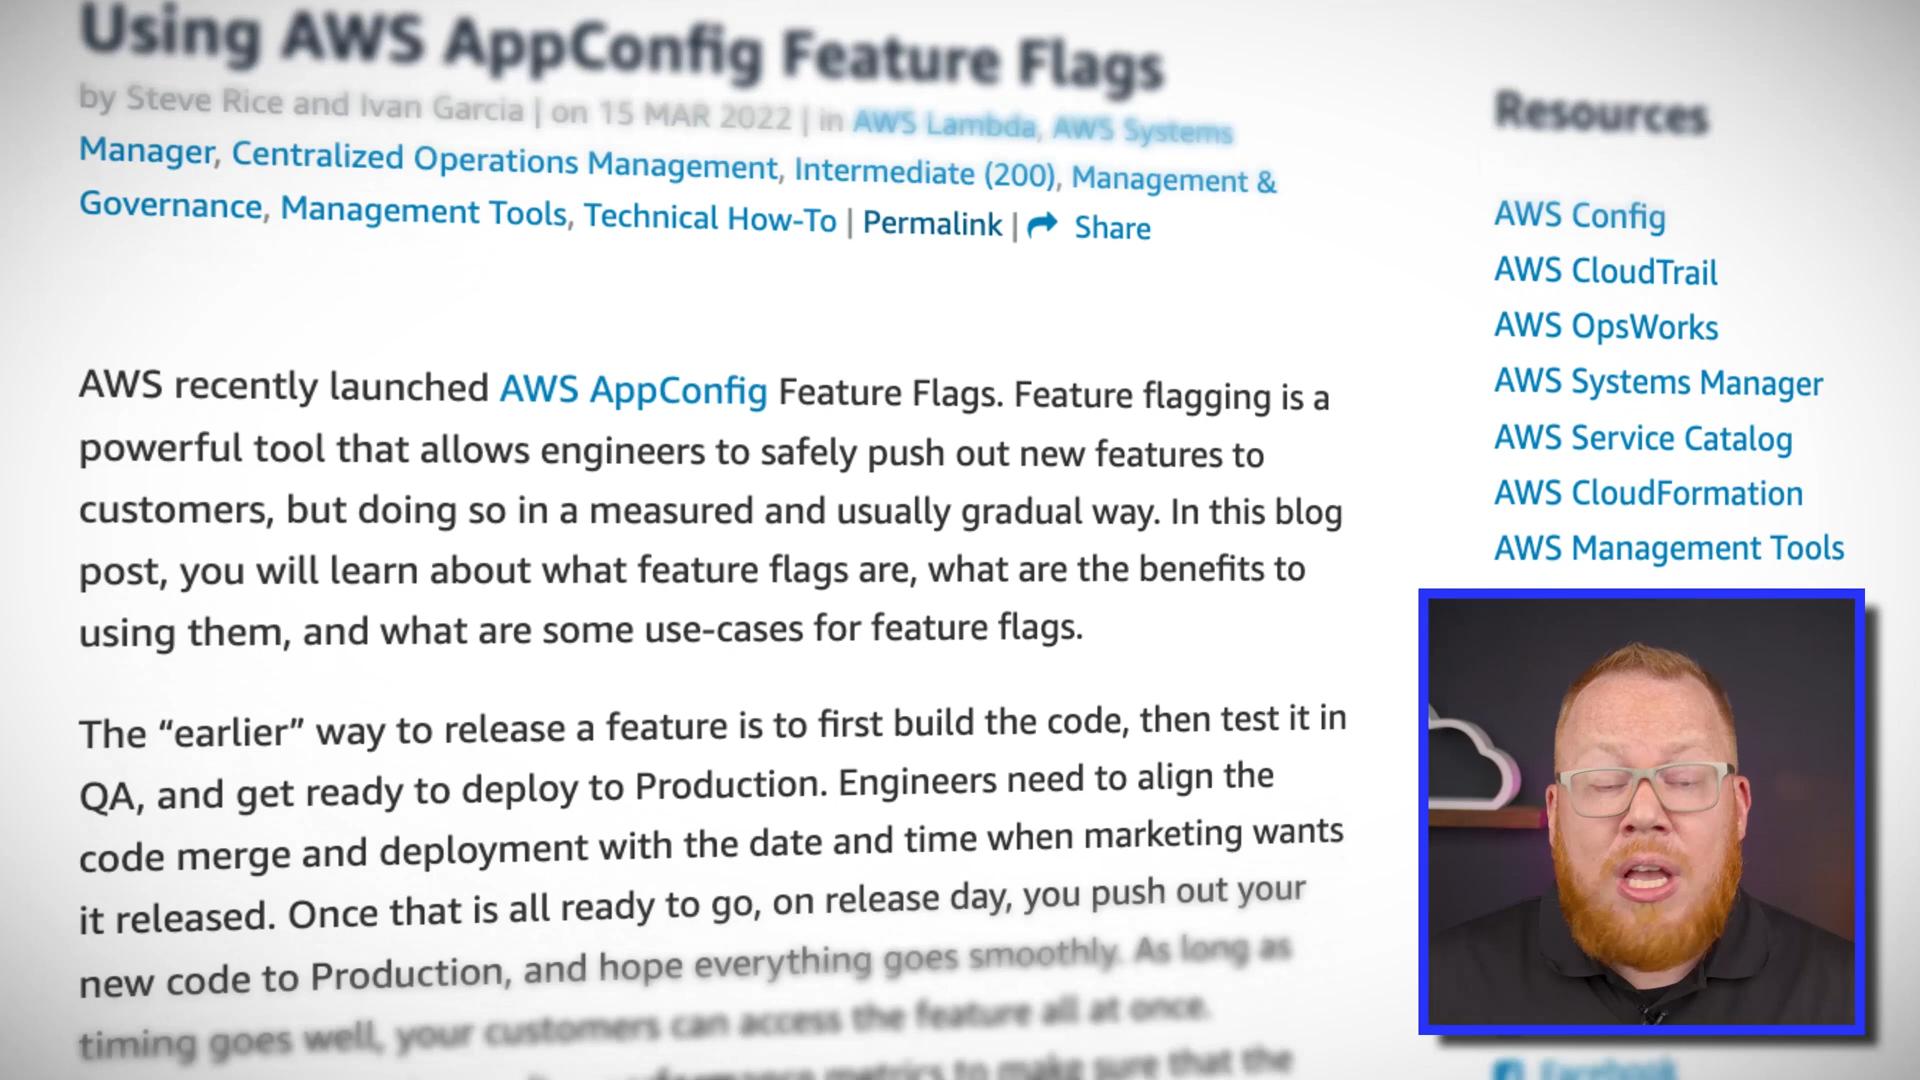 Using AWS AppConfig Feature Flags
by Steve Rice and Ivan Garcia | on 15 MAR 2022 | in AWS Lambda, AWS Systems
Manager, Centralized Operations Management, Intermediate (200), Management &
Governance, Management Tools, Technical How-To | Permalink | Share
AWS recently launched AWS AppConfig Feature Flags. Feature flagging is a
powerful tool that allows engineers to safely push out new features to
customers, but doing so in a measured and usually gradual way. In this blog
post, you will learn about what feature flags are, what are the benefits to
using them, and what are some use-cases for feature flags.
The “earlier” way to release a feature is to first build the code, then test it in
QA, and get ready to deploy to Production. Engineers need to align the
code merge and deployment with the date and time when marketing wants
it released. Once that is all ready to go, on release day, you push out your
new code to Production, and hope everything goes smoothly. As long as
timing goes well, your customers can access the feature all at once.
performance metrics to make sure that the
Resources
AWS Config
AWS CloudTrail
AWS OpsWorks
AWS Systems Manager
AWS Service Catalog
AWS CloudFormation
AWS Management Tools
Facebook